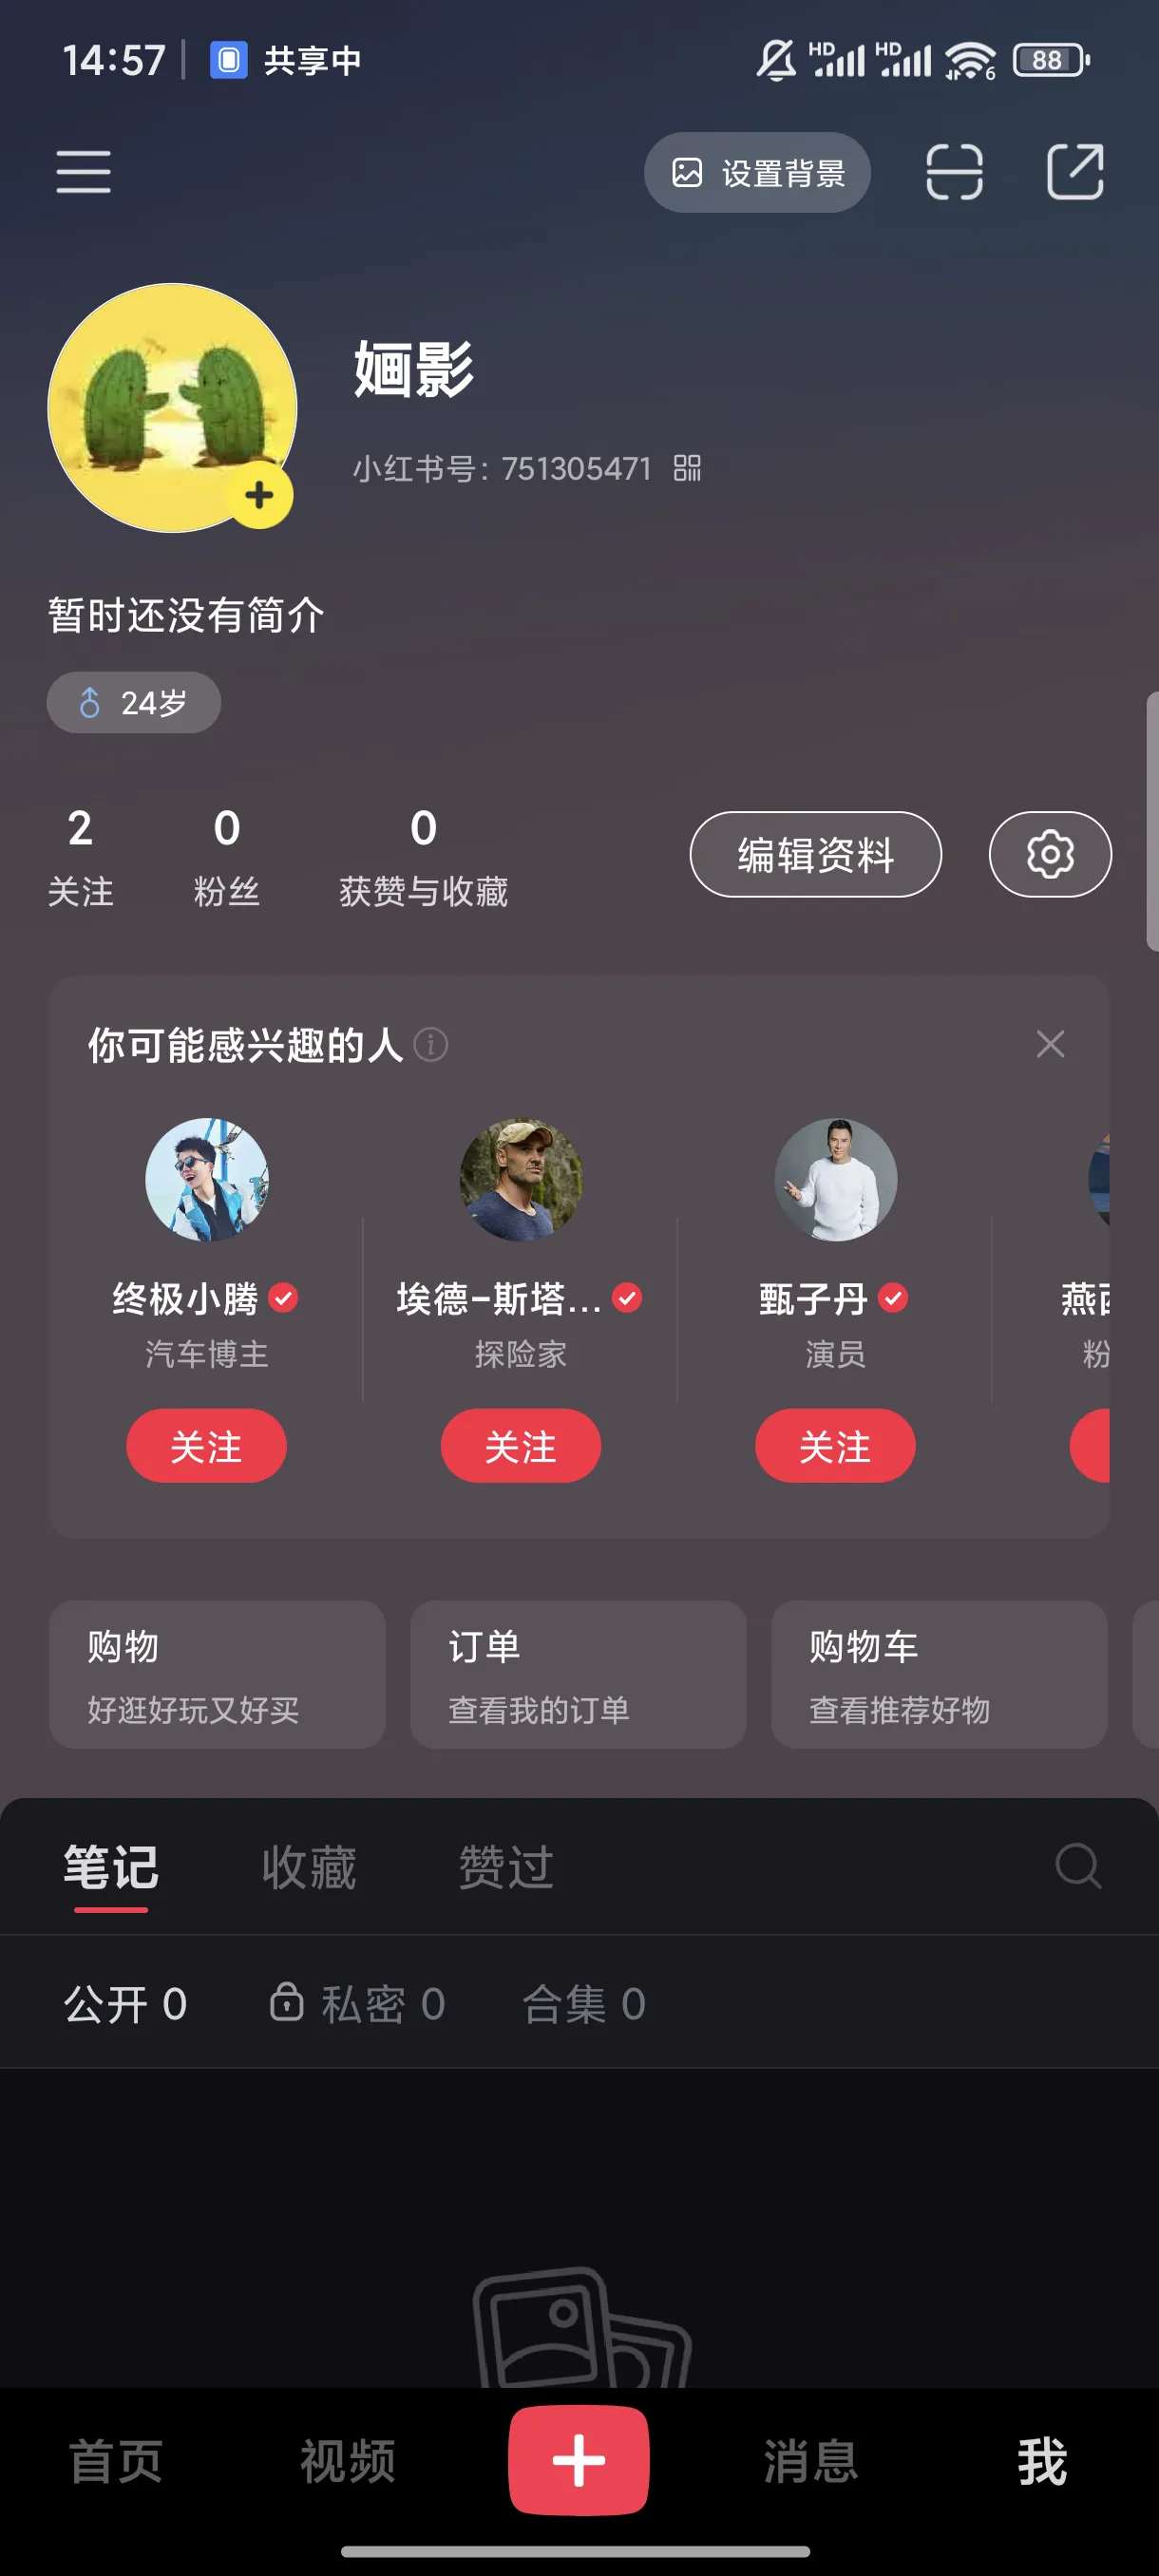 14:57 共享中 HD HD 6 88
设置背景
婳影
小红书号：751305471
暂时还没有简介
24岁
2 0 0
关注 粉丝 获赞与收藏 编辑资料
你可能感兴趣的人
终极小腾 埃德-斯塔... 甄子丹
汽车博主 探险家 演员 粉
关注 关注 关注
购物 订单 购物车
好逛好玩又好买 查看我的订单 查看推荐好物
笔记 收藏 赞过
公开 0 私密 0 合集 0
首页 视频 消息 我